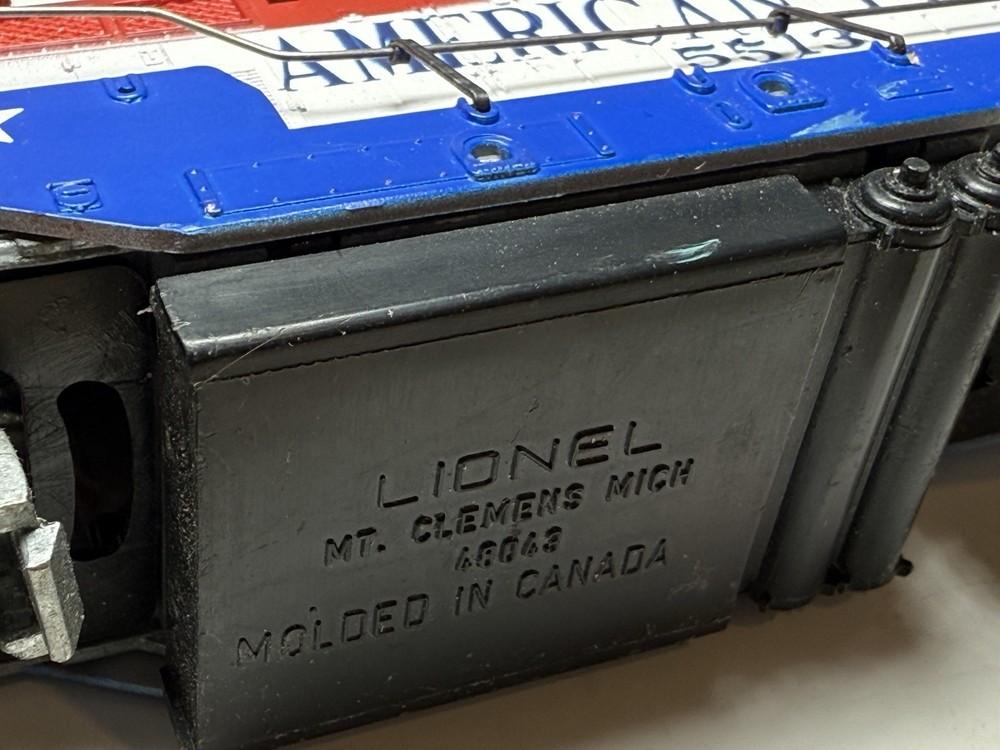 AMERICAN
5513
LIONEL
MT. CLEMENS MICH
48043
MOLDED IN CANADA